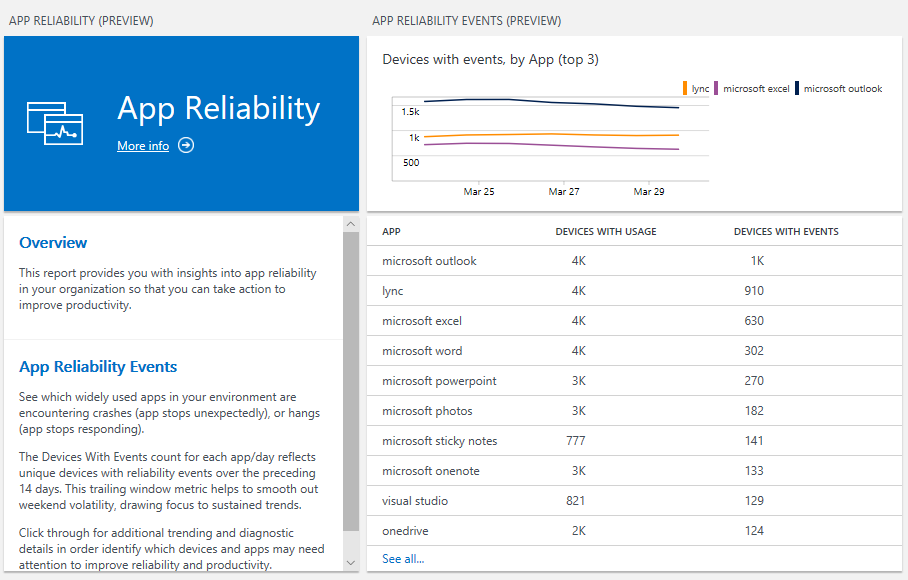 APP RELIABILITY (PREVIEW)
App Reliability
More info
Overview
This report provides you with insights into app reliability
in your organization so that you can take action to
improve productivity.
App Reliability Events
See which widely used apps in your environment are
encountering crashes (app stops unexpectedly), or hangs
(app stops responding).
The Devices With Events count for each app/day reflects
unique devices with reliability events over the preceding
14 days. This trailing window metric helps to smooth out
weekend volatility, drawing focus to sustained trends.
Click through for additional trending and diagnostic
details in order identify which devices and apps may need
attention to improve reliability and productivity.
APP RELIABILITY EVENTS (PREVIEW)
Devices with events, by App (top 3)
lync microsoft excel microsoft outlook
1.5k
1k
500
Mar 25 Mar 27 Mar 29
APP DEVICES WITH USAGE DEVICES WITH EVENTS
microsoft outlook 4K 1K
lync 4K 910
microsoft excel 4K 630
microsoft word 4K 302
microsoft powerpoint 3K 270
microsoft photos 3K 182
microsoft sticky notes 777 141
microsoft onenote 3K 133
visual studio 821 129
onedrive 2K 124
See all...